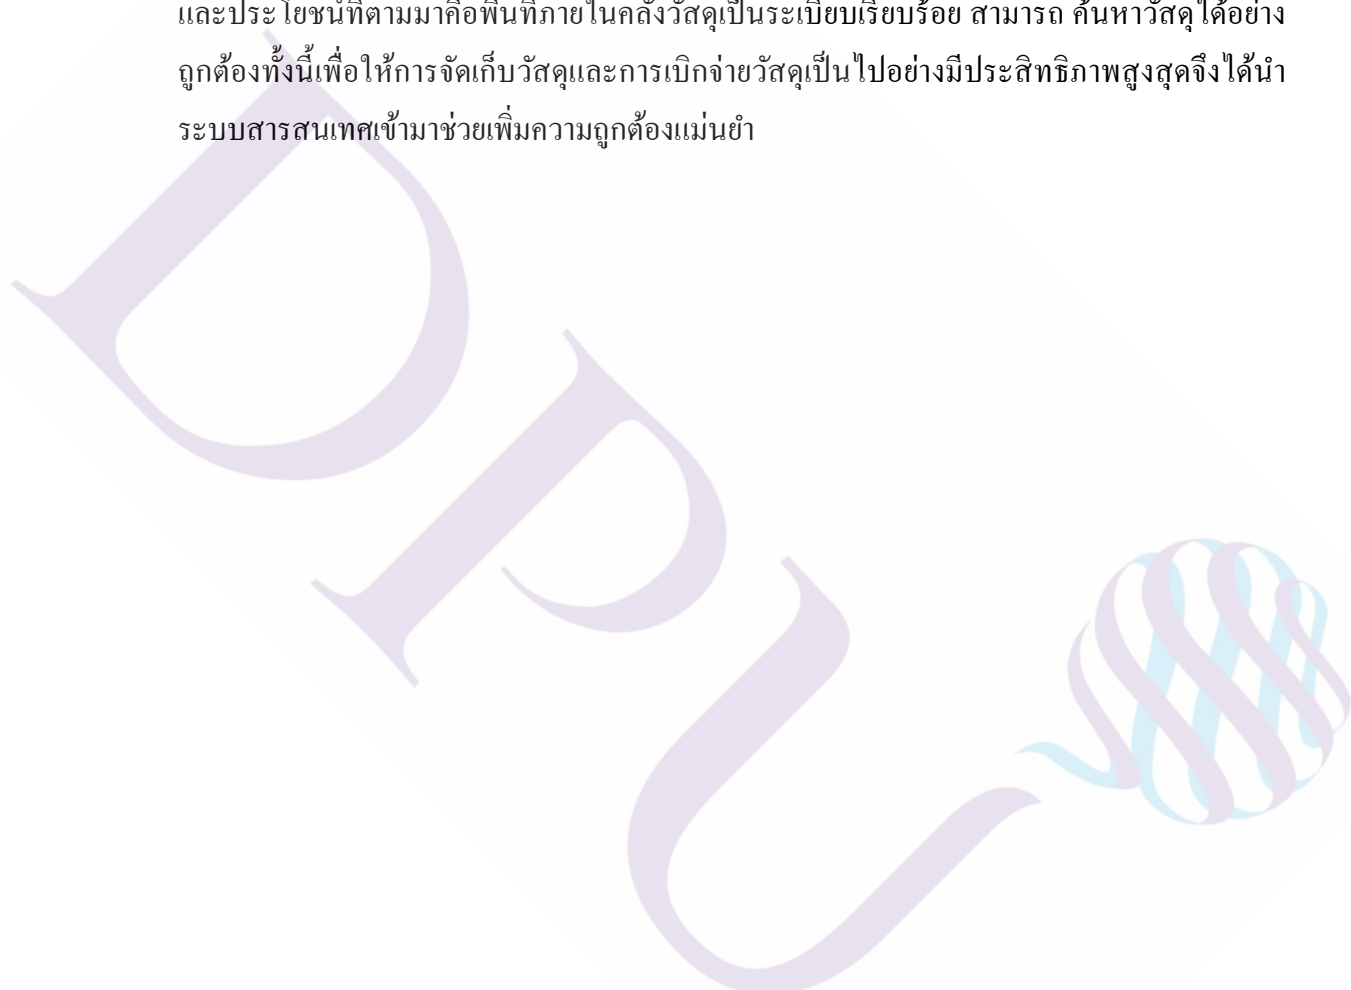 และประโยชน์ที่ตามมาคือพื้นที่ภายในคลังวัสดุเป็นระเบียบเรียบร้อย สามารถ ค้นหาวัสดุได้อย่าง
ถูกต้องทั้งนี้เพื่อให้การจัดเก็บวัสดุและการเบิกจ่ายวัสดุเป็นไปอย่างมีประสิทธิภาพสูงสุดจึงได้นำ
ระบบสารสนเทศเข้ามาช่วยเพิ่มความถูกต้องแม่นยำ
DPU